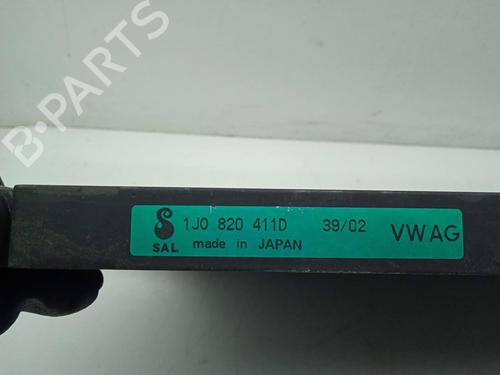 B·PARTS
1J0 820 411D 39/02 VWAG
SAL made in JAPAN